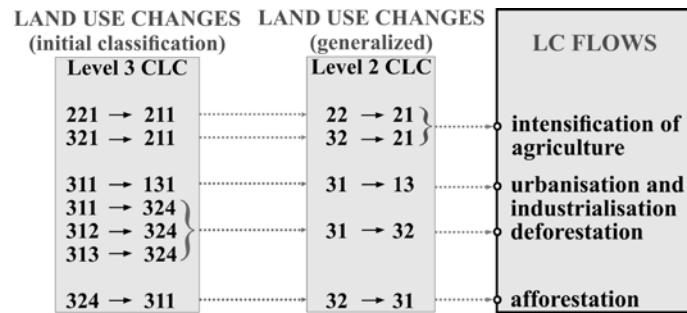 LAND USE CHANGES
(initial classification)
Level 3 CLC
221 → 211
321 → 211
311 → 131
311 → 324
312 → 324
313 → 324
324 → 311
LAND USE CHANGES
(generalized)
Level 2 CLC
22 → 21
32 → 21
31 → 13
31 → 32
32 → 31
LC FLOWS
intensification of
agriculture
urbanisation and
industrialisation
deforestation
afforestation